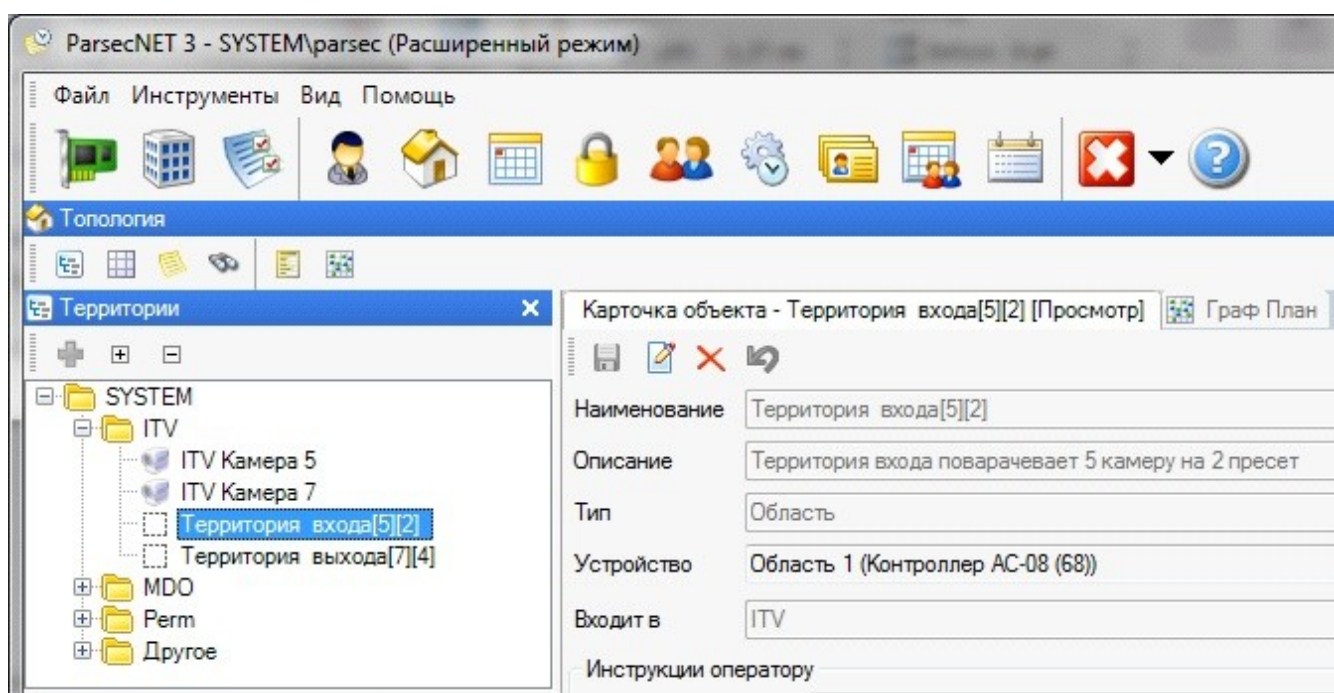 ParsecNET 3 - SYSTEM\parsec (Расширенный режим)
Файл Инструменты Вид Помощь
Топология
Территории
Карточка объекта - Территория входа[5][2] [Просмотр] Граф План
SYSTEM
ITV
ITV Камера 5
ITV Камера 7
Территория входа[5][2]
Территория выхода[7][4]
MDO
Perm
Другое
Наименование Территория входа[5][2]
Описание Территория входа поварачевает 5 камеру на 2 пресет
Тип Область
Устройство Область 1 (Контроллер AC-08 (68))
Входит в ITV
Инструкции оператору